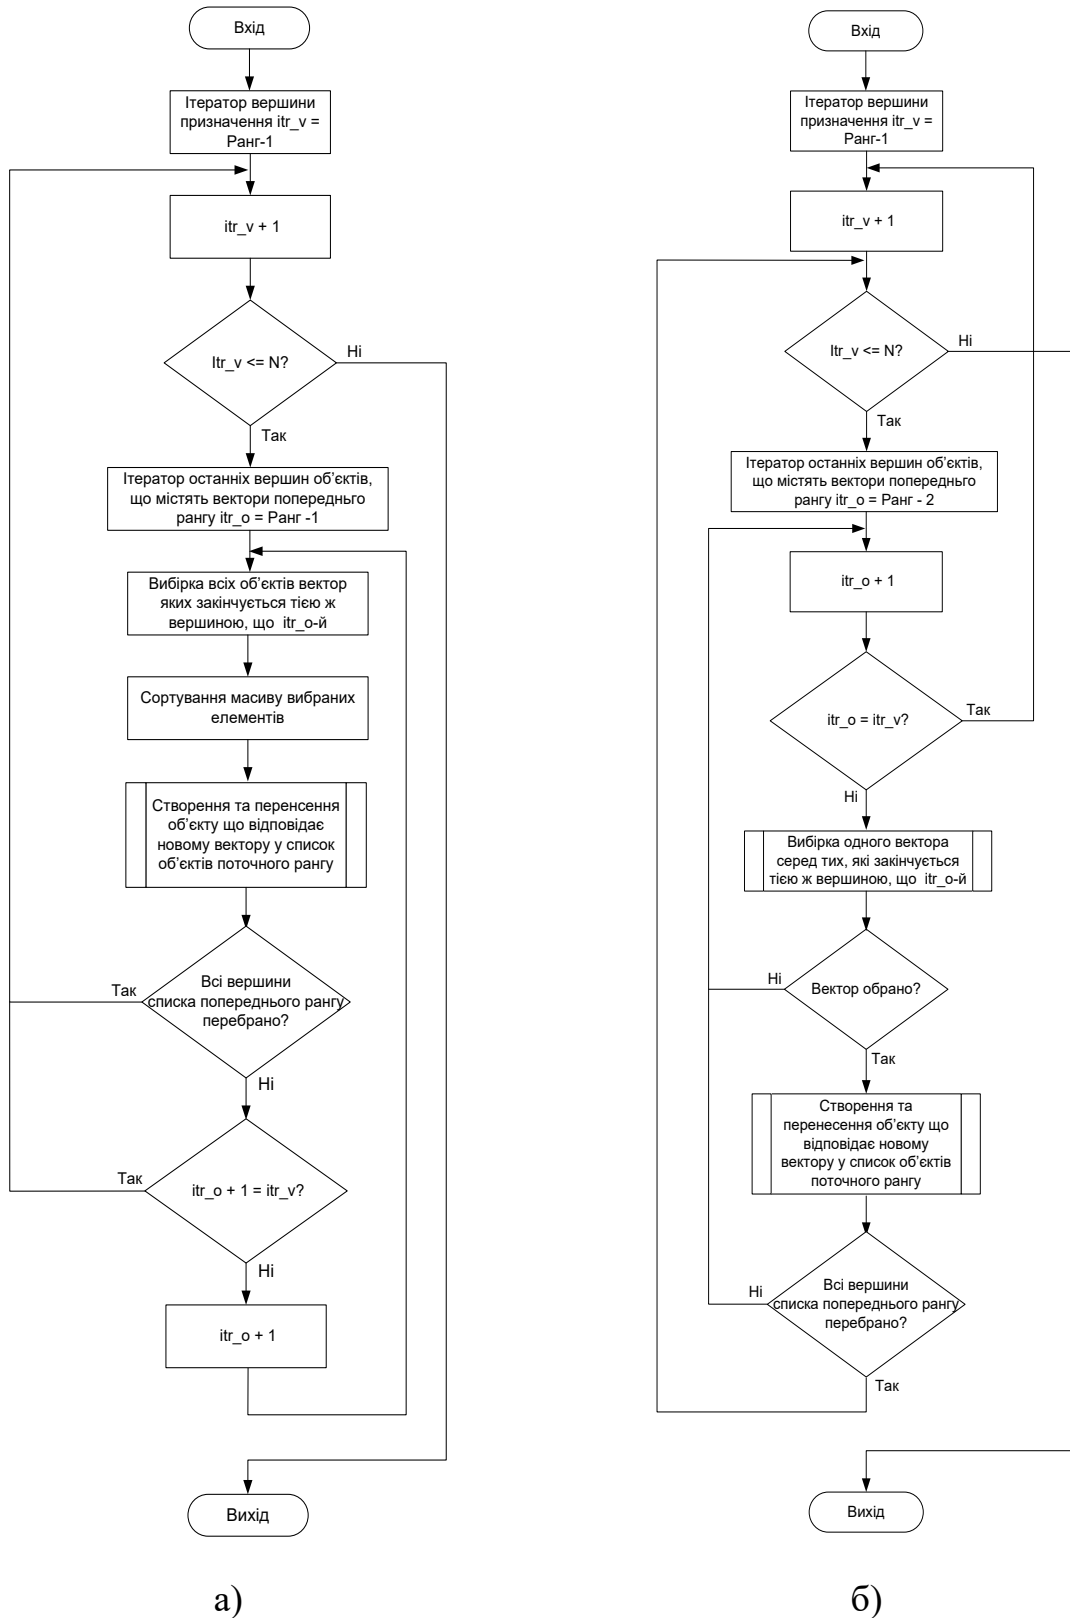 Вхід
Ітератор вершини
призначення itr_v =
Ранг-1
itr_v + 1
Itr_v <= N?
Ні
Так
Ітератор останніх вершин об’єктів,
що містять вектори попереднього
рангу itr_o = Ранг -1
Вибірка всіх об’єктів вектор
яких закінчується тією ж
вершиною, що itr_o-й
Сортування масиву вибраних
елементів
Створення та перенсення
об’єкту що відповідає
новому вектору у список
об’єктів поточного рангу
Всі вершини
списка попереднього рангу
перебрано?
Так
Ні
itr_o + 1 = itr_v?
Так
Ні
itr_o + 1
Вихід
а)
Вхід
Ітератор вершини
призначення itr_v =
Ранг-1
itr_v + 1
Itr_v <= N?
Ні
Так
Ітератор останніх вершин об’єктів,
що містять вектори попереднього
рангу itr_o = Ранг - 2
itr_o + 1
itr_o = itr_v?
Так
Ні
Вибірка одного вектора
серед тих, які закінчується
тією ж вершиною, що itr_o-й
Вектор обрано?
Ні
Так
Створення та
перенесення об’єкту що
відповідає новому
вектору у список об’єктів
поточного рангу
Всі вершини
списка попереднього рангу
перебрано?
Ні
Так
Вихід
б)